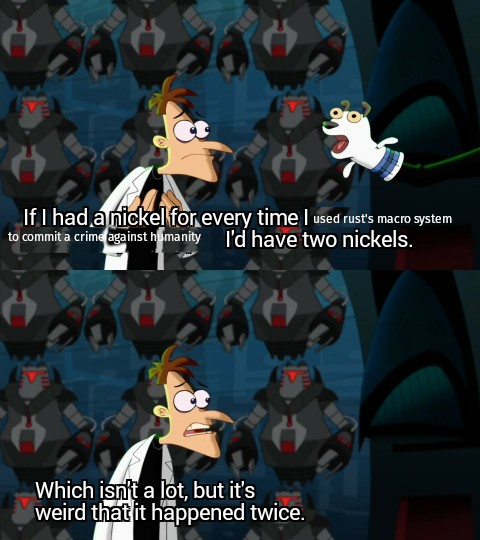 If I had a nickel for every time I used rust's macro system
to commit a crime against humanity I'd have two nickels.
Which isn't a lot, but it's
weird that it happened twice.